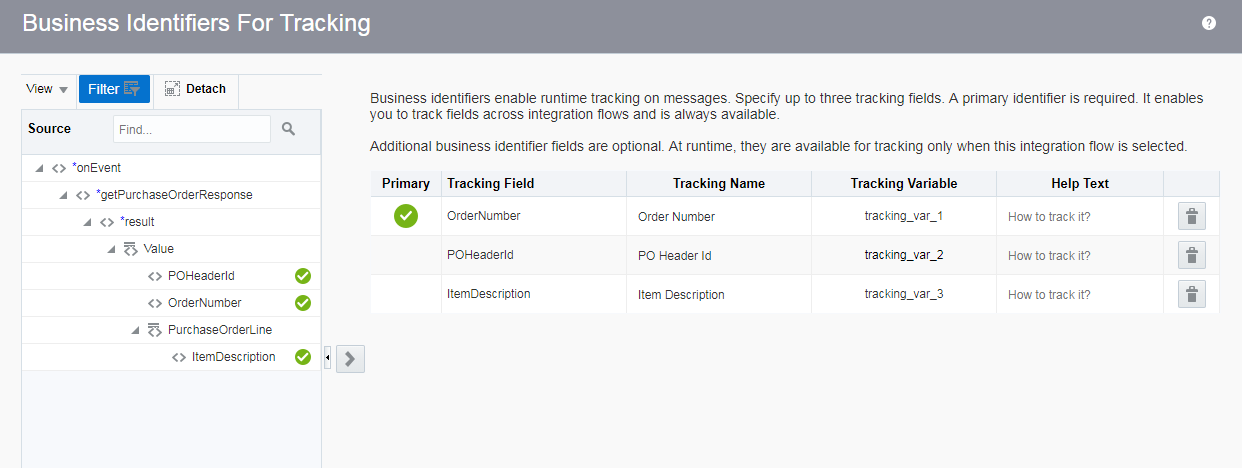 Business Identifiers For Tracking
?
View
Filter
Detach
Source
Find...
*onEvent
*getPurchaseOrderResponse
*result
Value
POHeaderId
OrderNumber
PurchaseOrderLine
ItemDescription
Business identifiers enable runtime tracking on messages. Specify up to three tracking fields. A primary identifier is required. It enables
you to track fields across integration flows and is always available.
Additional business identifier fields are optional. At runtime, they are available for tracking only when this integration flow is selected.
Primary Tracking Field Tracking Name Tracking Variable Help Text
OrderNumber Order Number tracking_var_1 How to track it?
POHeaderId PO Header Id tracking_var_2 How to track it?
ItemDescription Item Description tracking_var_3 How to track it?